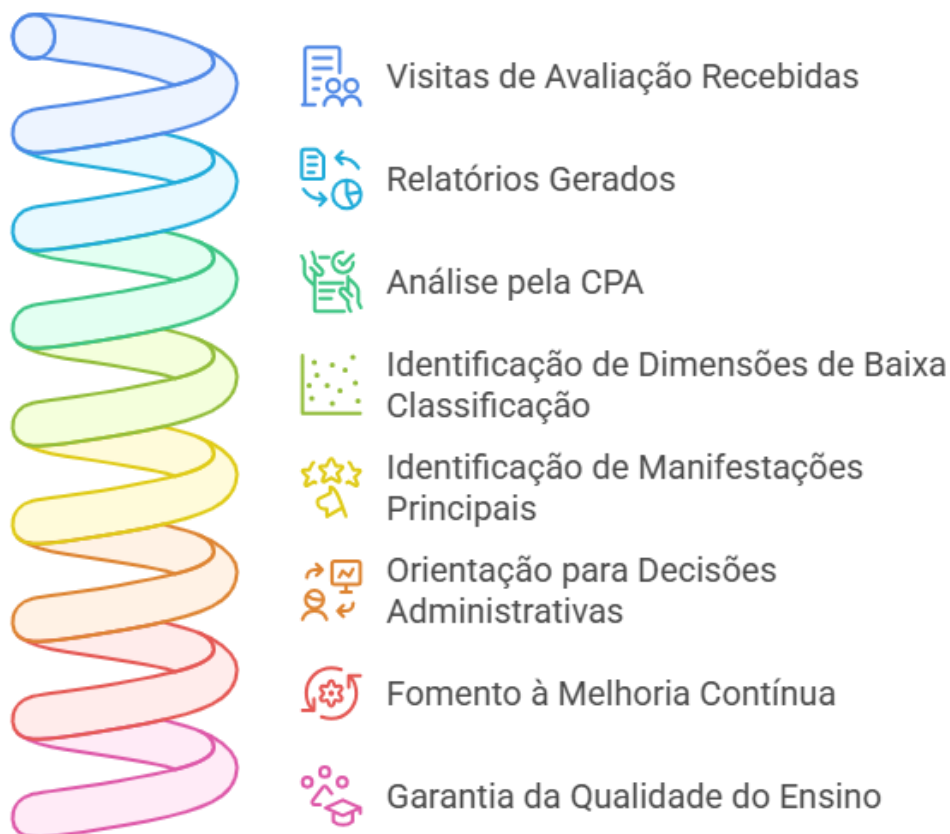 Visitas de Avaliação Recebidas
Relatórios Gerados
Análise pela CPA
Identificação de Dimensões de Baixa
Classificação
Identificação de Manifestações
Principais
Orientação para Decisões
Administrativas
Fomento à Melhoria Contínua
Garantia da Qualidade do Ensino